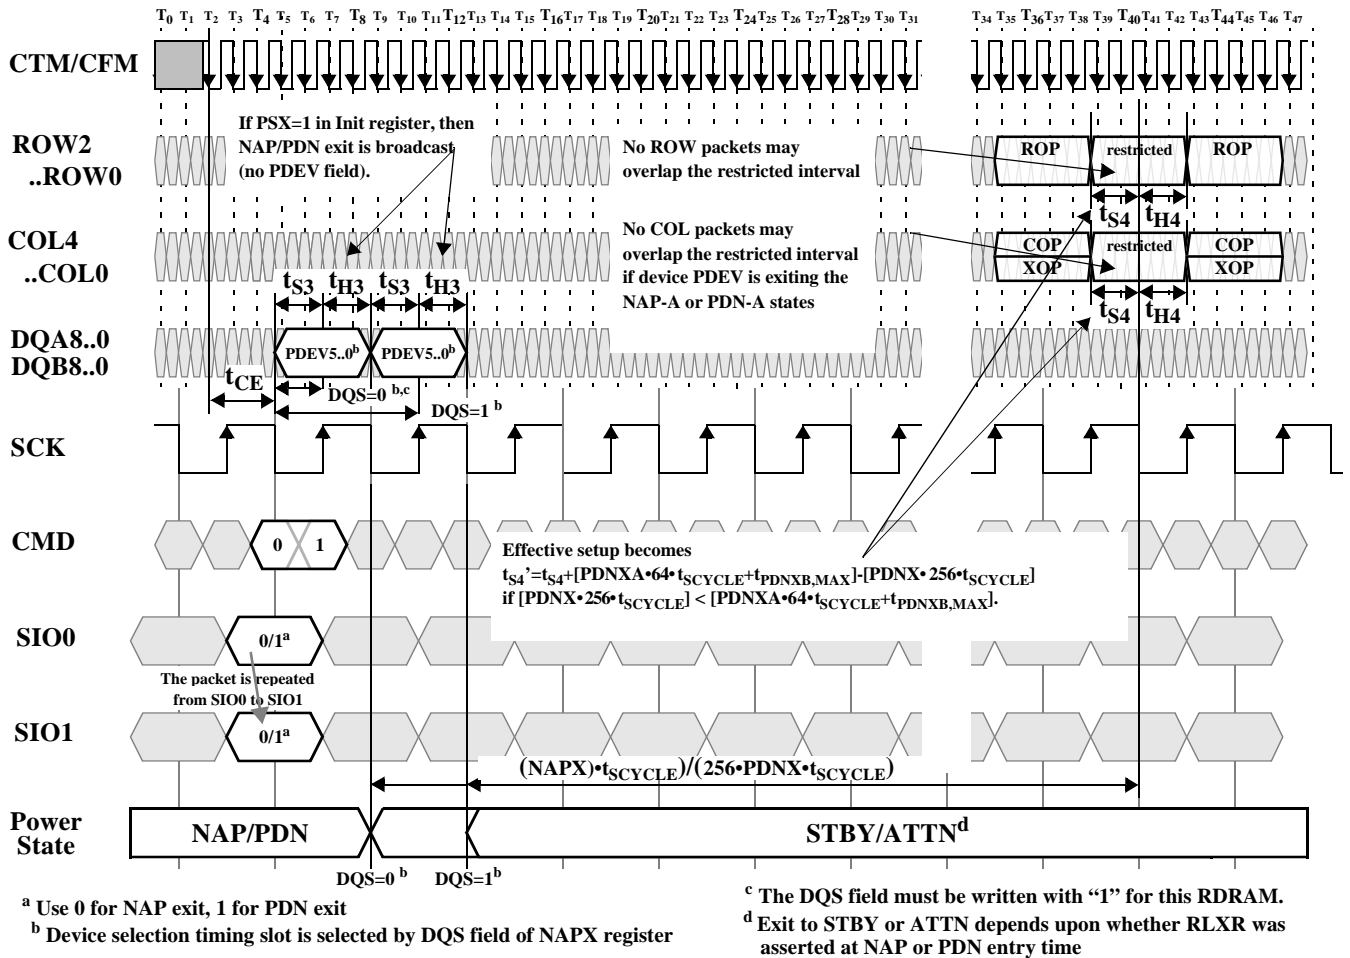 T0 T1 T2 T3 T4 T5 T6 T7 T8 T9 T10 T11 T12 T13 T14 T15 T16 T17 T18 T19 T20 T21 T22 T23 T24 T25 T26 T27 T28 T29 T30 T31 T34 T35 T36 T37 T38 T39 T40 T41 T42 T43 T44 T45 T46 T47
CTM/CFM
If PSX=1 in Init register, then
NAP/PDN exit is broadcast
(no PDEV field).
ROW2
..ROW0
No ROW packets may
overlap the restricted interval
ROP restricted ROP
tS4 tH4
COL4
..COL0
No COL packets may
overlap the restricted interval
if device PDEV is exiting the
NAP-A or PDN-A states
COP restricted COP
XOP XOP
tS3 tH3 tS3 tH3
tS4 tH4
DQA8..0
DQB8..0
PDEV5..0b PDEV5..0b
tCE
DQS=0 b,c
DQS=1 b
SCK
CMD
0 1
Effective setup becomes
tS4’=tS4+[PDNXA•64•tSCYCLE+tPDNXB,MAX]-[PDNX•256•tSCYCLE]
if [PDNX•256•tSCYCLE] < [PDNXA•64•tSCYCLE+tPDNXB,MAX].
SIO0
0/1a
The packet is repeated
from SIO0 to SIO1
SIO1
0/1a
(NAPX)•tSCYCLE)/(256•PDNX•tSCYCLE)
Power
State
NAP/PDN
STBY/ATTNd
DQS=0 b DQS=1b
a Use 0 for NAP exit, 1 for PDN exit
b Device selection timing slot is selected by DQS field of NAPX register
c The DQS field must be written with “1” for this RDRAM.
d Exit to STBY or ATTN depends upon whether RLXR was
asserted at NAP or PDN entry time